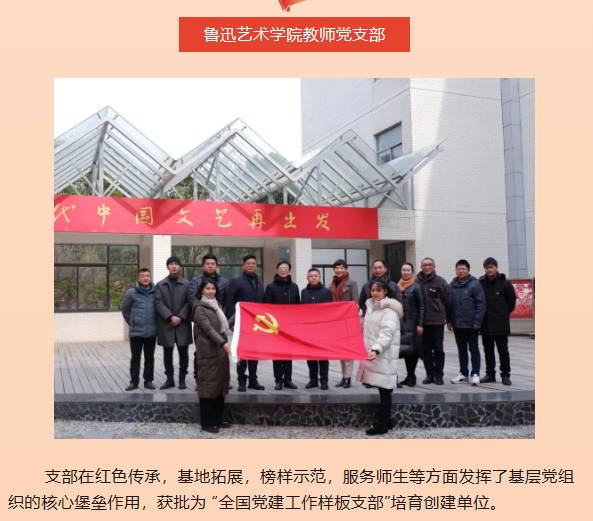 鲁迅艺术学院教师党支部
代中国文艺再出发
支部在红色传承，基地拓展，榜样示范，服务师生等方面发挥了基层党组
织的核心堡垒作用，获批为 “全国党建工作样板支部”培育创建单位。